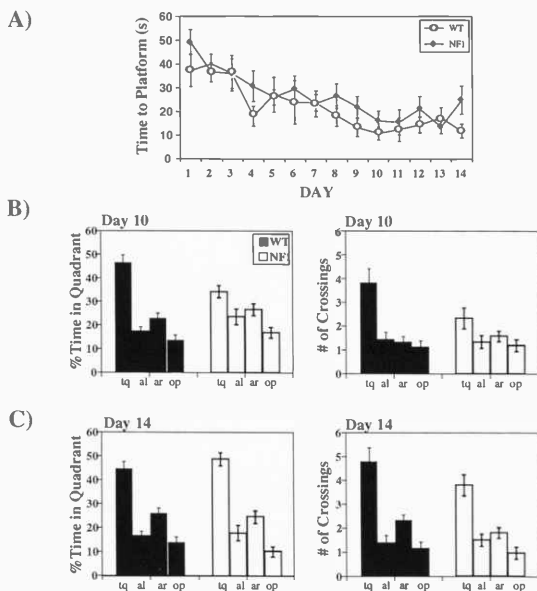 A)
Time to Platform (s)
60
50
40
30
20
10
0
WT
NF1
1 2 3 4 5 6 7 8 9 10 11 12 13 14
DAY
B)
Day 10
%Time in Quadrant
60
50
40
30
20
10
0
WT
NF1
tq al ar op tq al ar op
Day 10
# of Crossings
6
5
4
3
2
1
0
tq al ar op tq al ar op
C)
Day 14
%Time in Quadrant
60
50
40
30
20
10
0
tq al ar op tq al ar op
Day 14
# of Crossings
6
5
4
3
2
1
0
tq al ar op tq al ar op